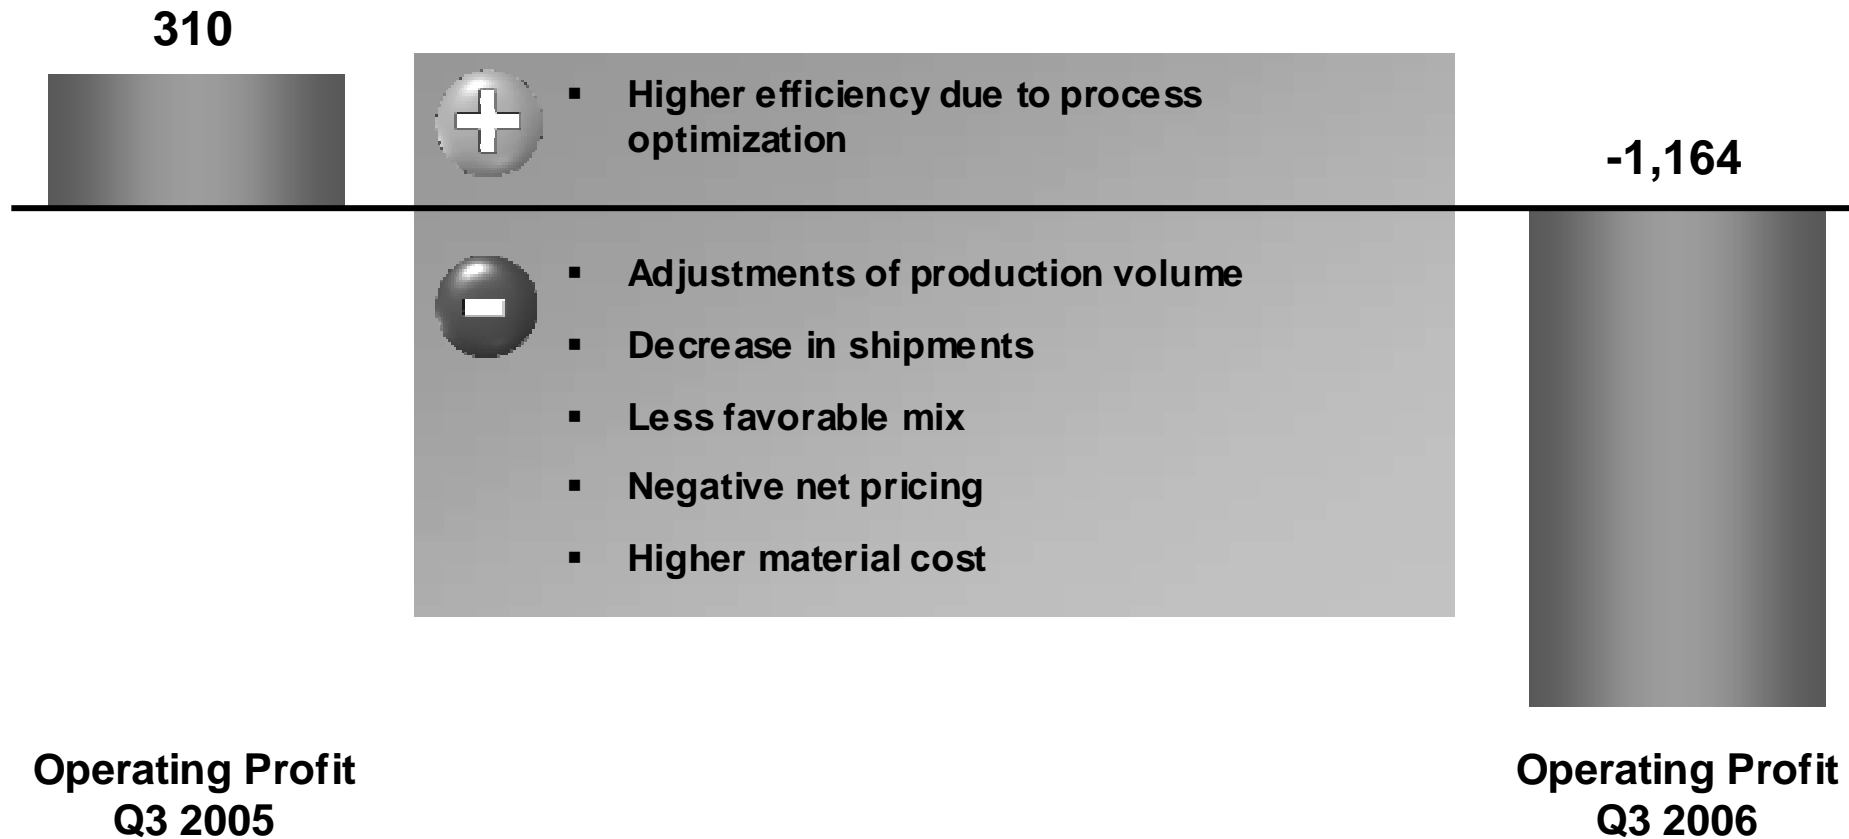 310
▪ Higher efficiency due to process
optimization
-1,164
▪ Adjustments of production volume
▪ Decrease in shipments
▪ Less favorable mix
▪ Negative net pricing
▪ Higher material cost
Operating Profit
Q3 2005
Operating Profit
Q3 2006